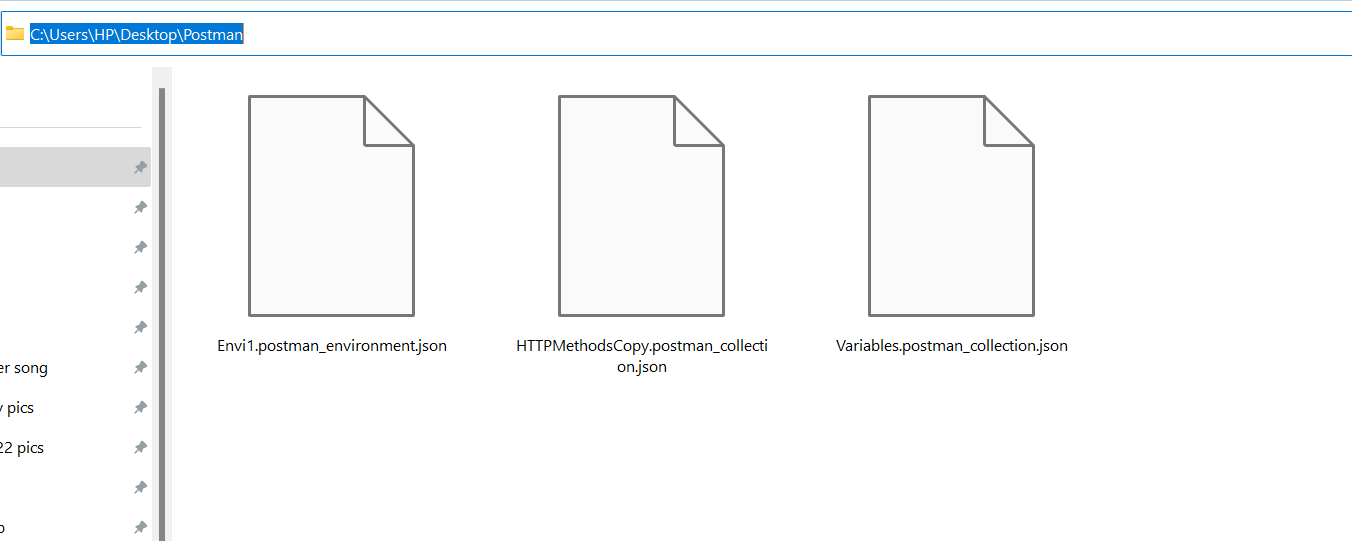 C:\Users\HP\Desktop\Postman
er song
pics
22 pics
Envi1.postman_environment.json
HTTPMethodsCopy.postman_collecti
on.json
Variables.postman_collection.json